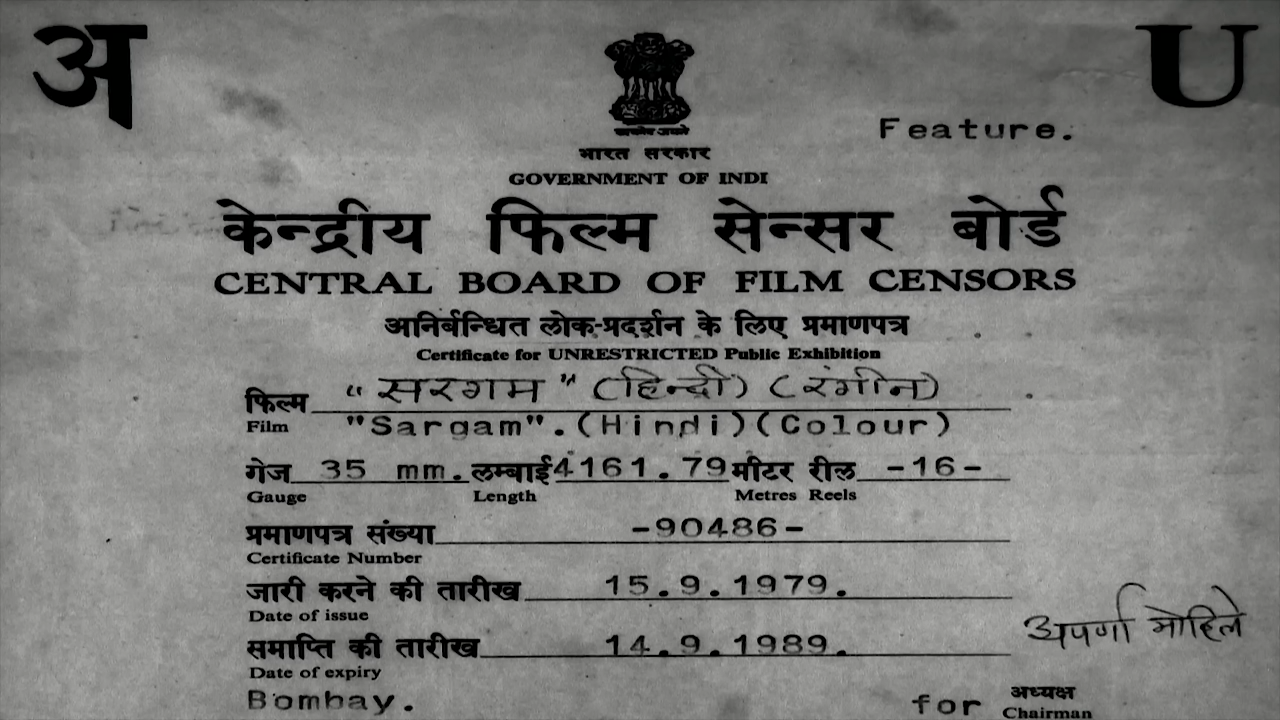 अ
U
Feature.
भारत सरकार
GOVERNMENT OF INDI
केन्द्रीय फिल्म सेन्सर बोर्ड
CENTRAL BOARD OF FILM CENSORS
अनिर्बन्धित लोक-प्रदर्शन के लिए प्रमाणपत्र
Certificate for UNRESTRICTED Public Exhibition
फिल्म "सरगम" (हिन्दी) (रंगीन)
Film "Sargam".(Hindi)(Colour)
गेज 35 mm. लम्बाई 4161.79 मीटर रील -16-
Gauge Length Metres Reels
प्रमाणपत्र संख्या -90486-
Certificate Number
जारी करने की तारीख 15.9.1979.
Date of issue
समाप्ति की तारीख 14.9.1989.
Date of expiry
अपर्णा मोहिले
Bombay. for अध्यक्ष
Chairman